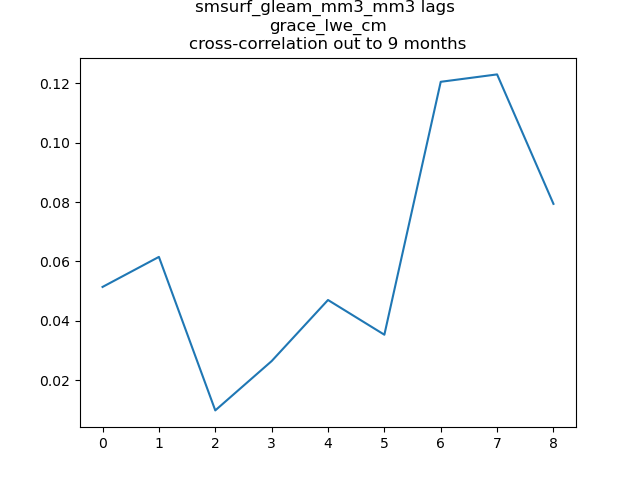 smsurf_gleam_mm3_mm3 lags
grace_lwe_cm
cross-correlation out to 9 months
0.12
0.10
0.08
0.06
0.04
0.02
0 1 2 3 4 5 6 7 8